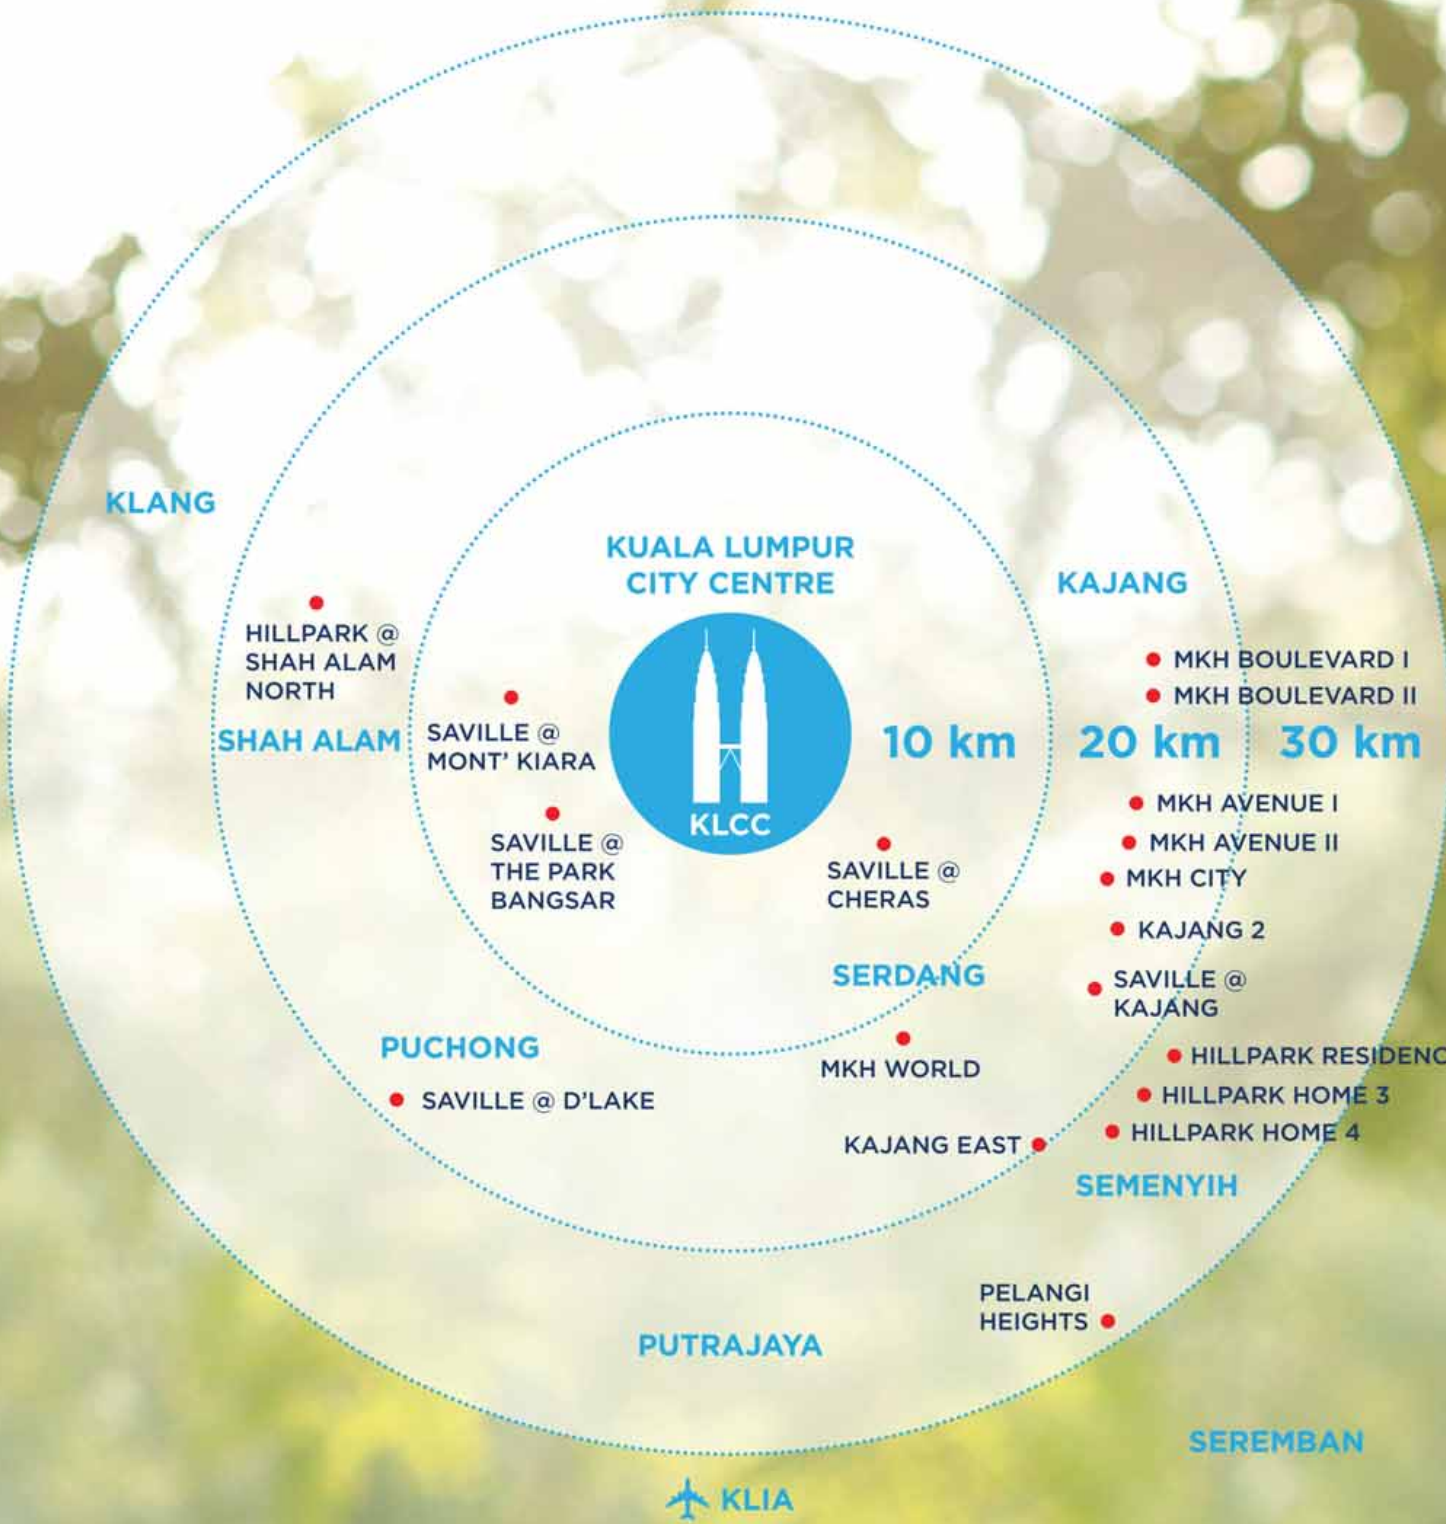 KLANG
KUALA LUMPUR
CITY CENTRE
KAJANG
HILLPARK @
SHAH ALAM
NORTH
MKH BOULEVARD I
MKH BOULEVARD II
SHAH ALAM
SAVILLE @
MONT' KIARA
10 km
20 km
30 km
KLCC
SAVILLE @
THE PARK
BANGSAR
SAVILLE @
CHERAS
MKH AVENUE I
MKH AVENUE II
MKH CITY
KAJANG 2
SERDANG
SAVILLE @
KAJANG
PUCHONG
MKH WORLD
HILLPARK RESIDENC
SAVILLE @ D'LAKE
HILLPARK HOME 3
KAJANG EAST
HILLPARK HOME 4
SEMENYIH
PELANGI
HEIGHTS
PUTRAJAYA
SEREMBAN
KLIA